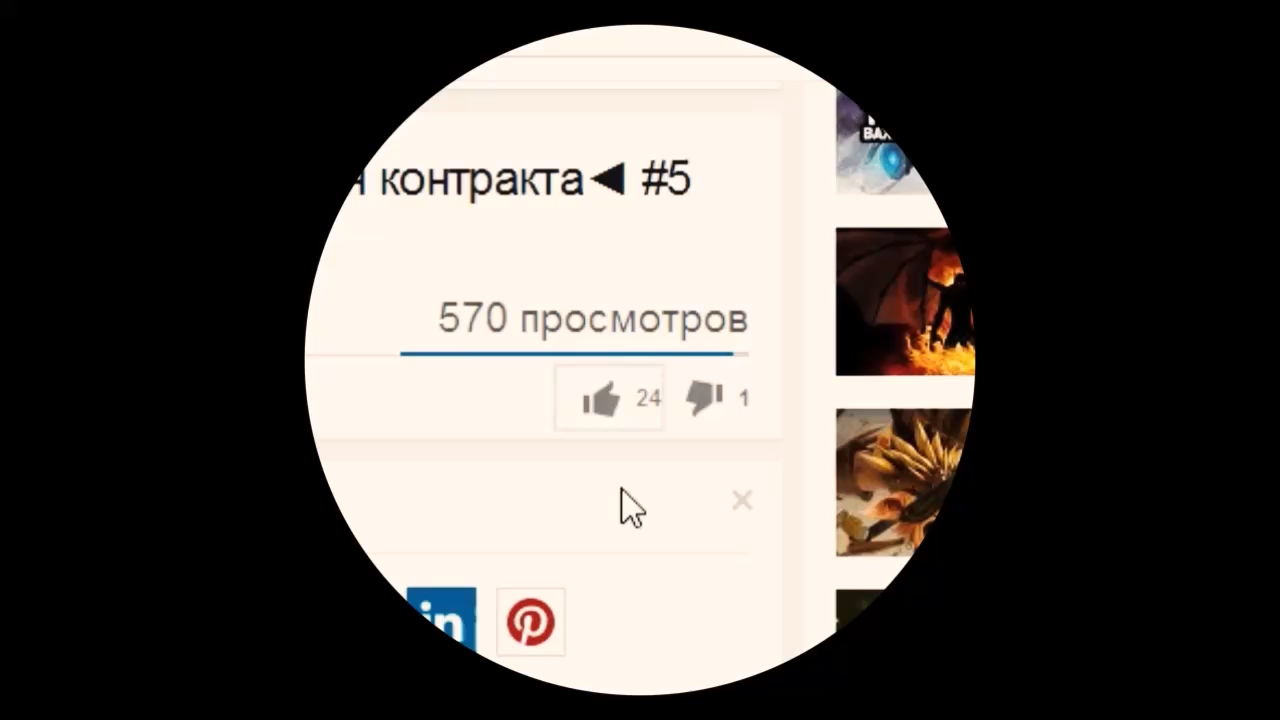 контракта◀ #5
570 просмотров
24 1
in